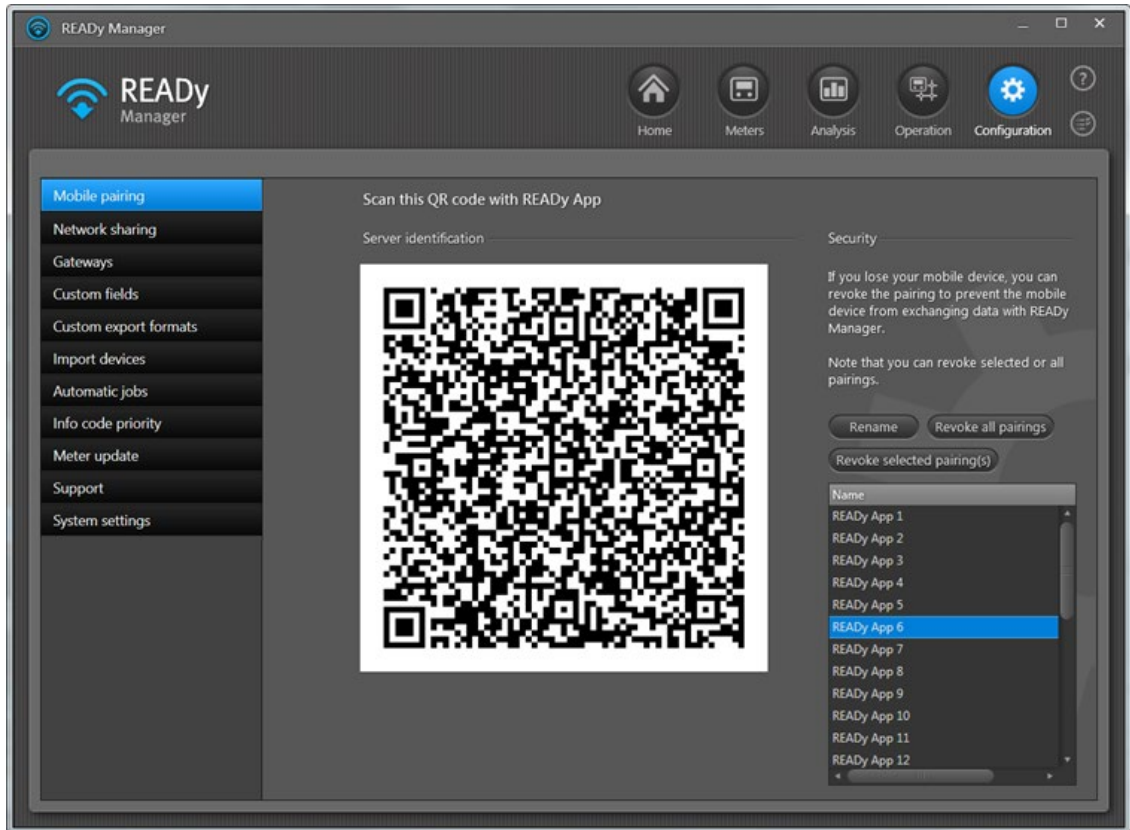 READy Manager
READy
Manager
Home
Meters
Analysis
Operation
Configuration
?
Mobile pairing
Network sharing
Gateways
Custom fields
Custom export formats
Import devices
Automatic jobs
Info code priority
Meter update
Support
System settings
Scan this QR code with READy App
Server identification
Security
If you lose your mobile device, you can
revoke the pairing to prevent the mobile
device from exchanging data with READy
Manager.
Note that you can revoke selected or all
pairings.
Rename
Revoke all pairings
Revoke selected pairing(s)
Name
READy App 1
READy App 2
READy App 3
READy App 4
READy App 5
READy App 6
READy App 7
READy App 8
READy App 9
READy App 10
READy App 11
READy App 12